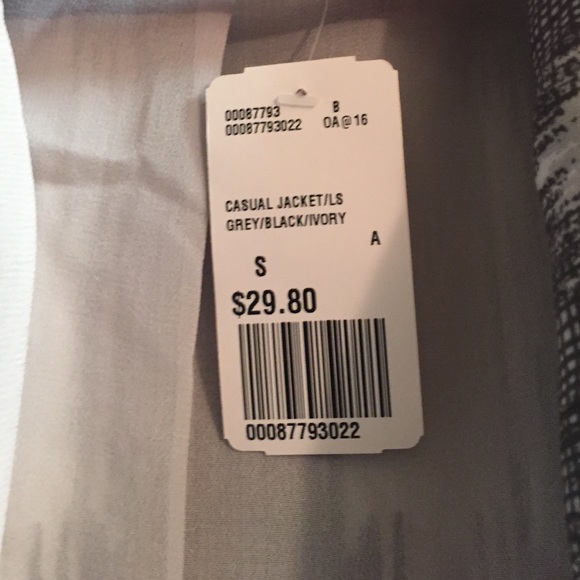 00087793 B
00087793022 OA@16
CASUAL JACKET/LS
GREY/BLACK/IVORY
A
S
$29.80
00087793022